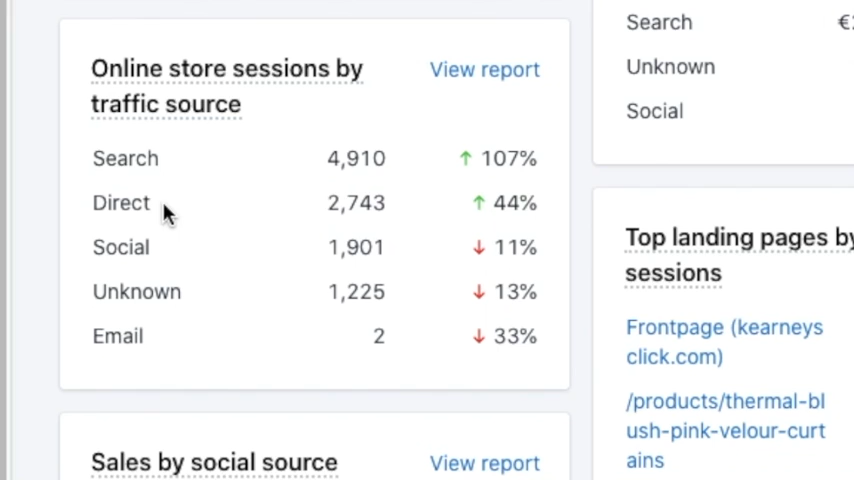 Online store sessions by
traffic source
View report
Search 4,910 ↑ 107%
Direct 2,743 ↑ 44%
Social 1,901 ↓ 11%
Unknown 1,225 ↓ 13%
Email 2 ↓ 33%
Sales by social source
View report
Search
Unknown
Social
Top landing pages by
sessions
Frontpage (kearneys
click.com)
/products/thermal-bl
ush-pink-velour-curt
ains